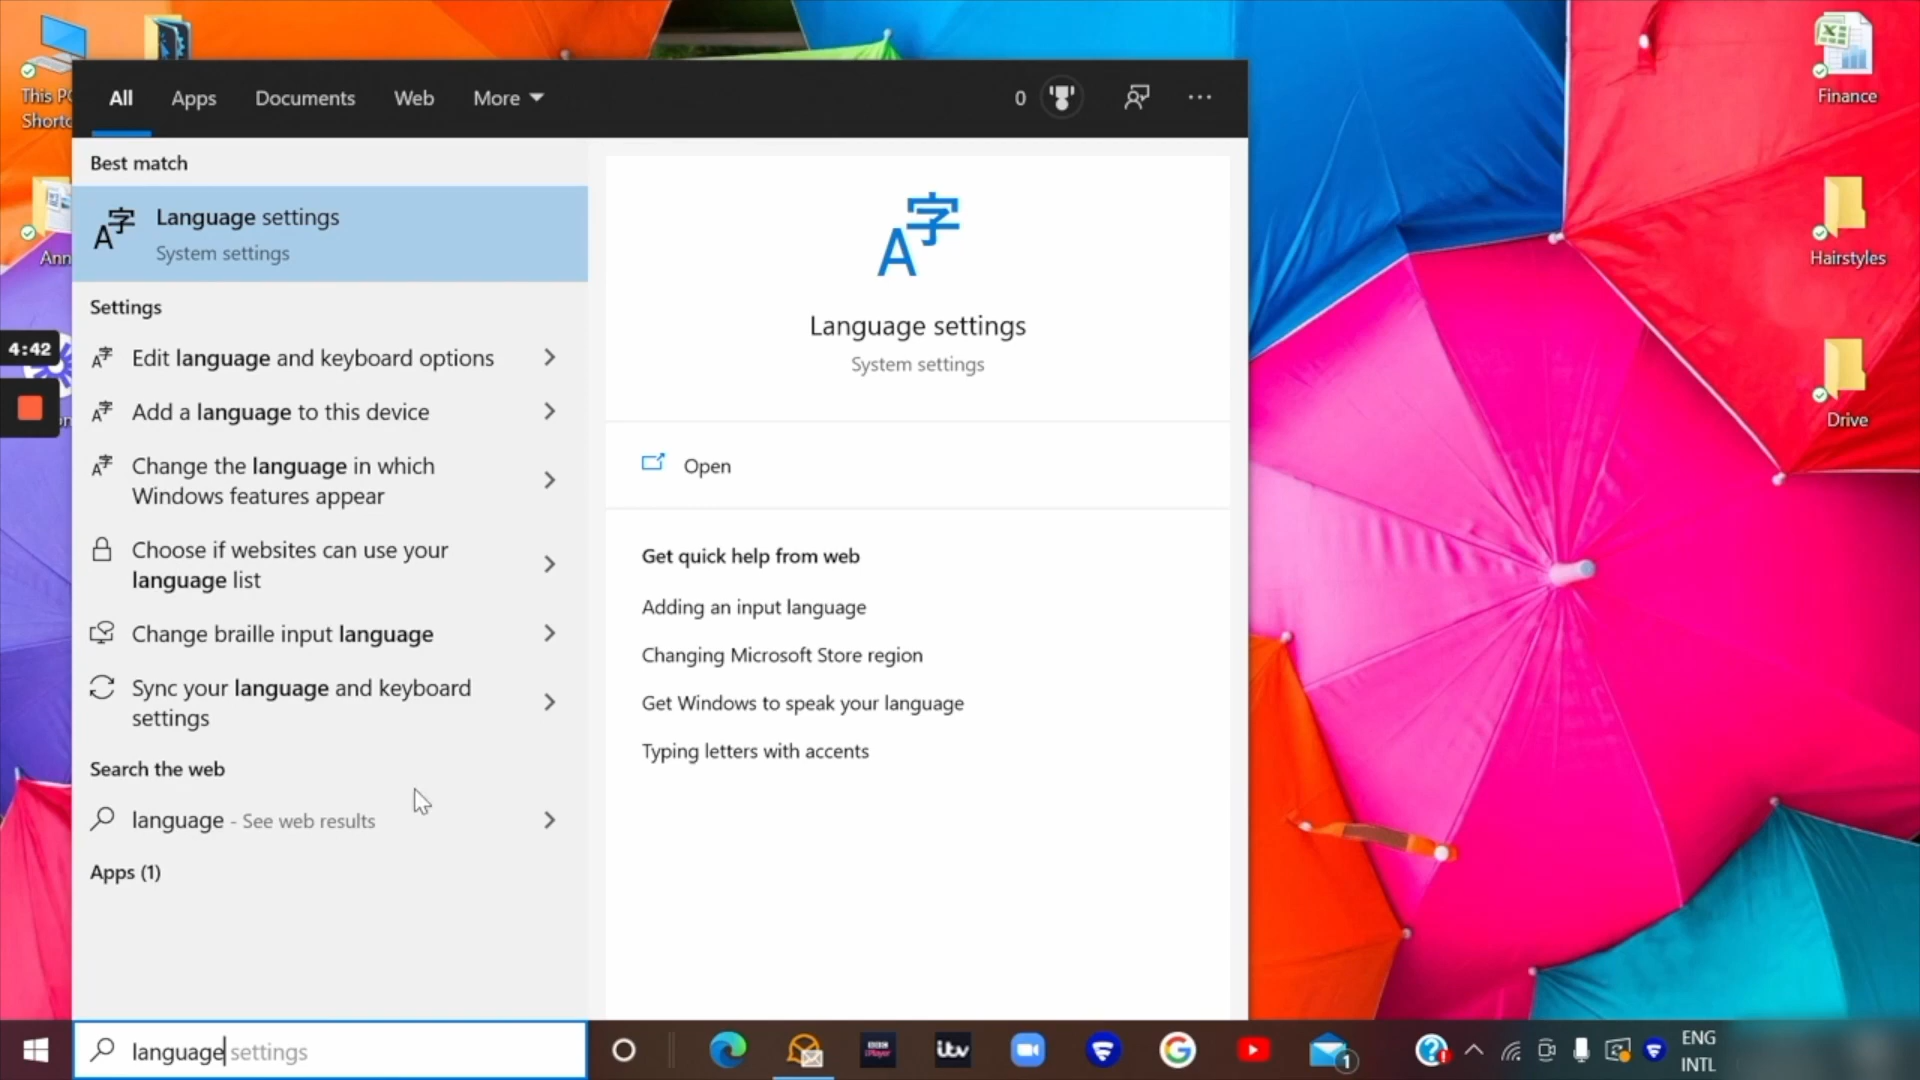 This PC
Shortc
Ann
4:42
All
Apps
Documents
Web
More
0
Best match
Language settings
System settings
Settings
Edit language and keyboard options
Add a language to this device
Change the language in which
Windows features appear
Choose if websites can use your
language list
Change braille input language
Sync your language and keyboard
settings
Search the web
language - See web results
Apps (1)
Language settings
System settings
Open
Get quick help from web
Adding an input language
Changing Microsoft Store region
Get Windows to speak your language
Typing letters with accents
Finance
Hairstyles
Drive
language settings
BBC
iPlayer
itv
1
ENG
INTL